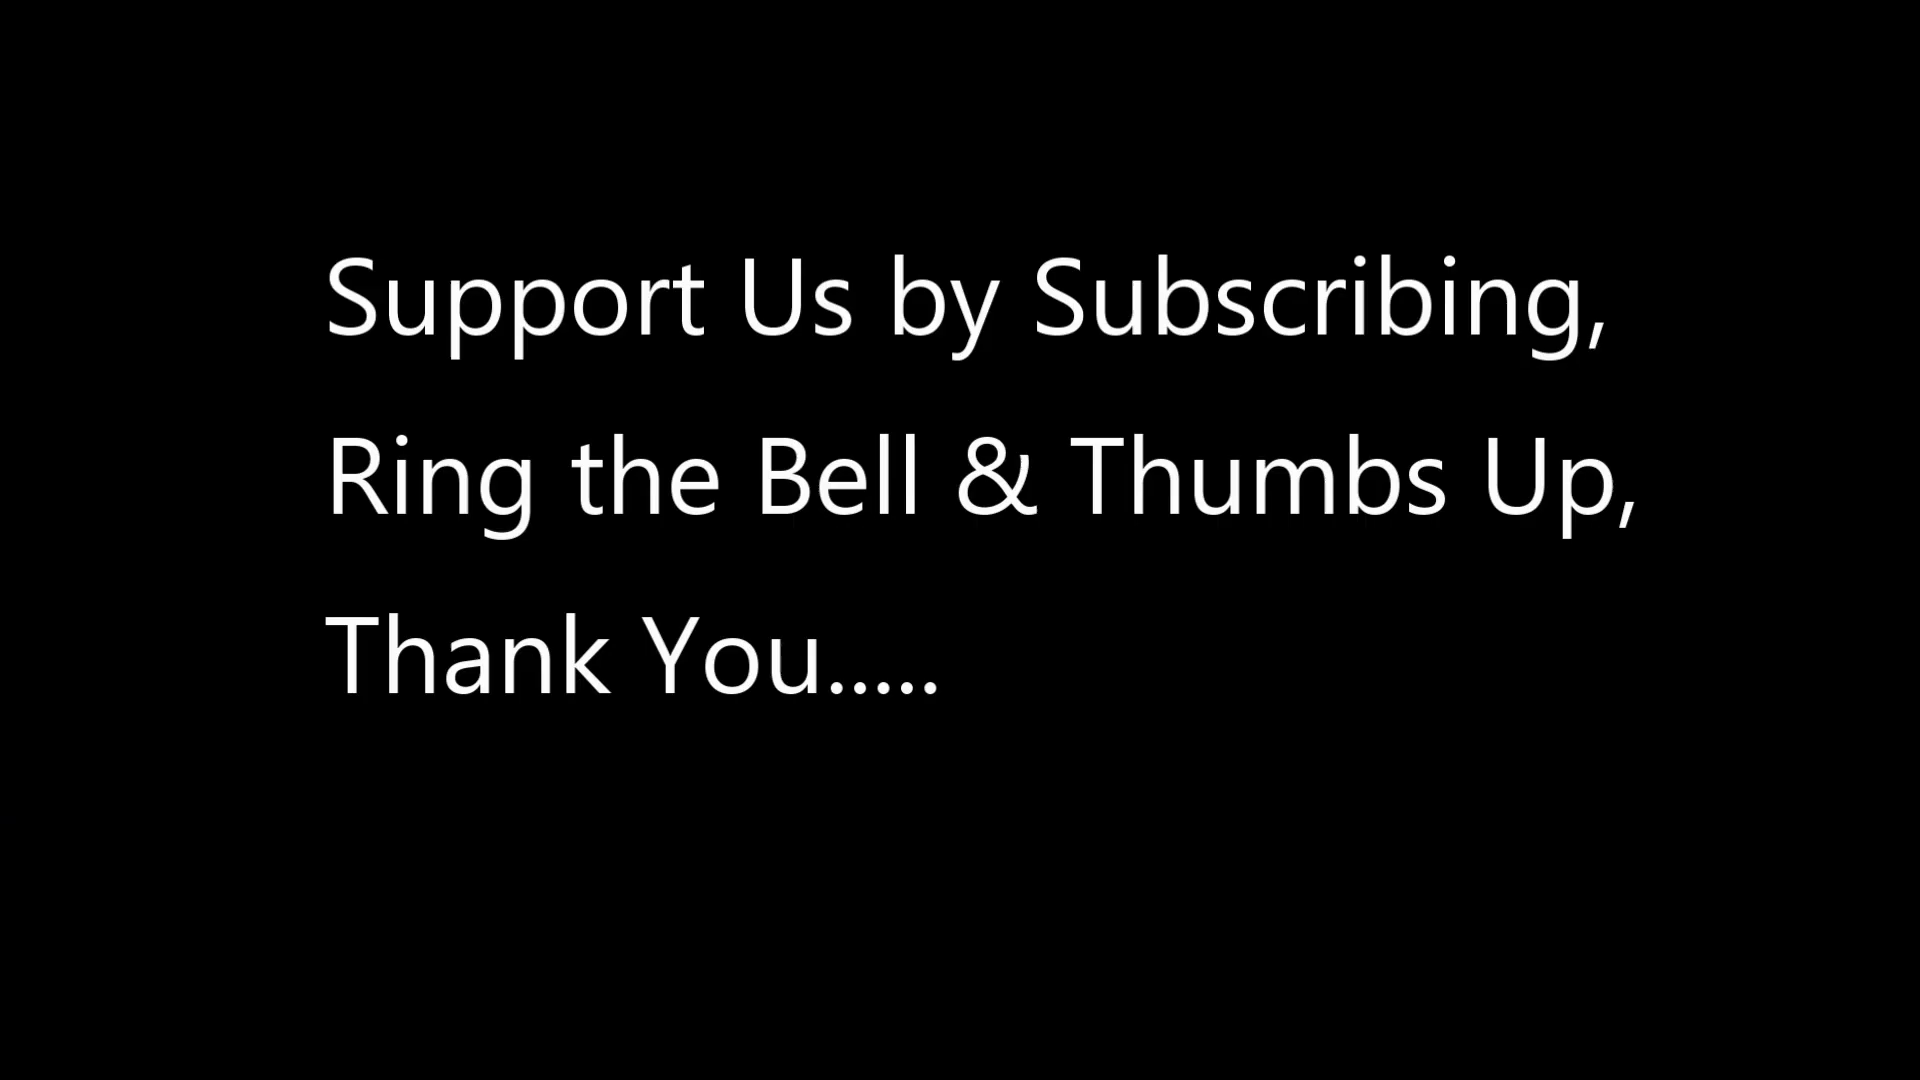 Support Us by Subscribing,
Ring the Bell & Thumbs Up,
Thank You.....